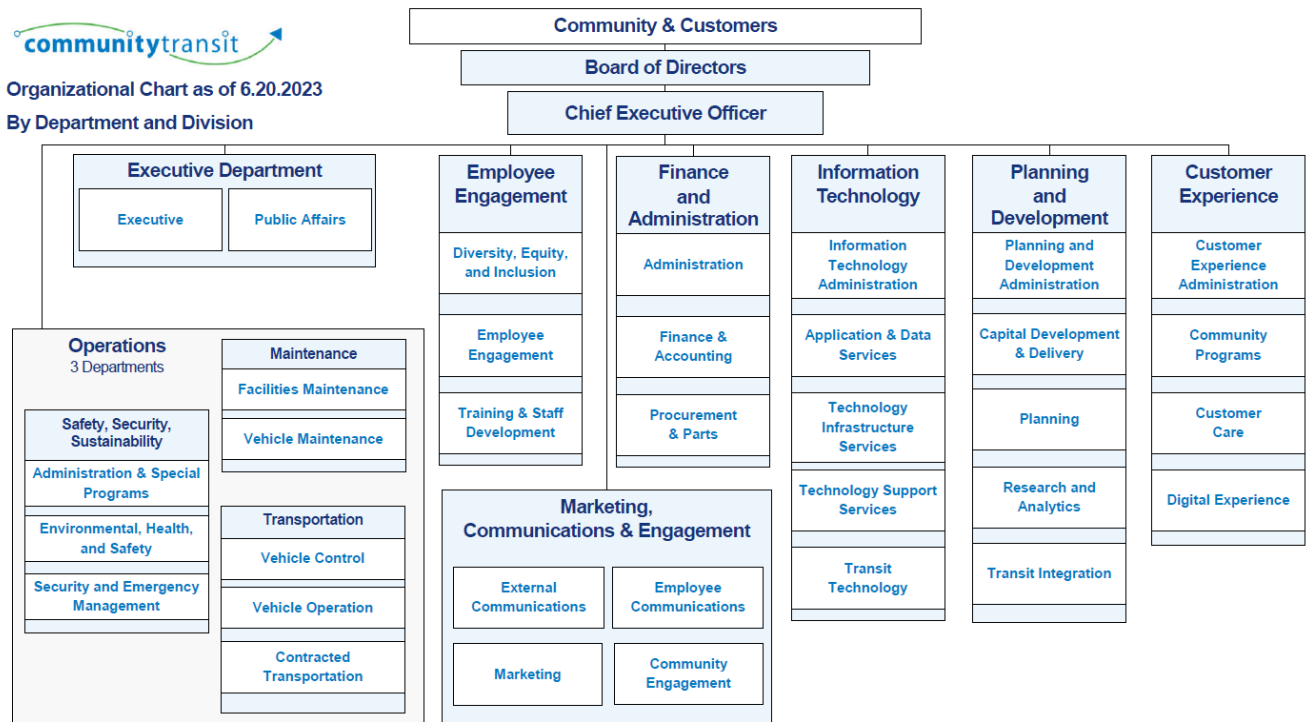 communitytransit
Organizational Chart as of 6.20.2023
By Department and Division
Community & Customers
Board of Directors
Chief Executive Officer
Executive Department
Executive
Public Affairs
Employee
Engagement
Diversity, Equity,
and Inclusion
Employee
Engagement
Training & Staff
Development
Finance
and
Administration
Administration
Finance &
Accounting
Procurement
& Parts
Information
Technology
Information
Technology
Administration
Application & Data
Services
Technology
Infrastructure
Services
Technology Support
Services
Transit
Technology
Planning
and
Development
Planning and
Development
Administration
Capital Development
& Delivery
Planning
Research and
Analytics
Transit Integration
Customer
Experience
Customer
Experience
Administration
Community
Programs
Customer
Care
Digital Experience
Operations
3 Departments
Safety, Security,
Sustainability
Administration & Special
Programs
Environmental, Health,
and Safety
Security and Emergency
Management
Maintenance
Facilities Maintenance
Vehicle Maintenance
Transportation
Vehicle Control
Vehicle Operation
Contracted
Transportation
Marketing,
Communications & Engagement
External
Communications
Employee
Communications
Marketing
Community
Engagement